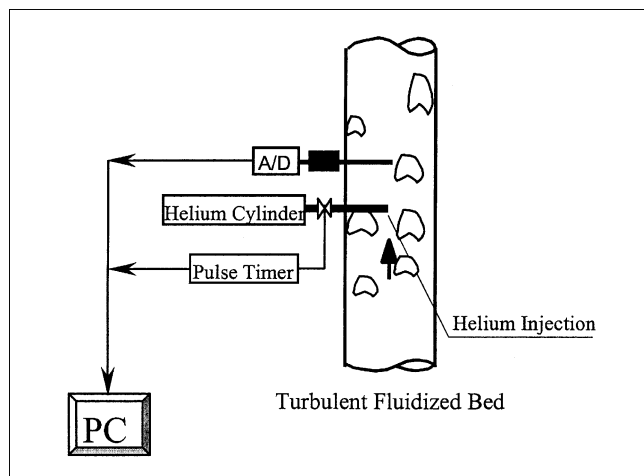 A/D
Helium Cylinder
Pulse Timer
Helium Injection
Turbulent Fluidized Bed
PC